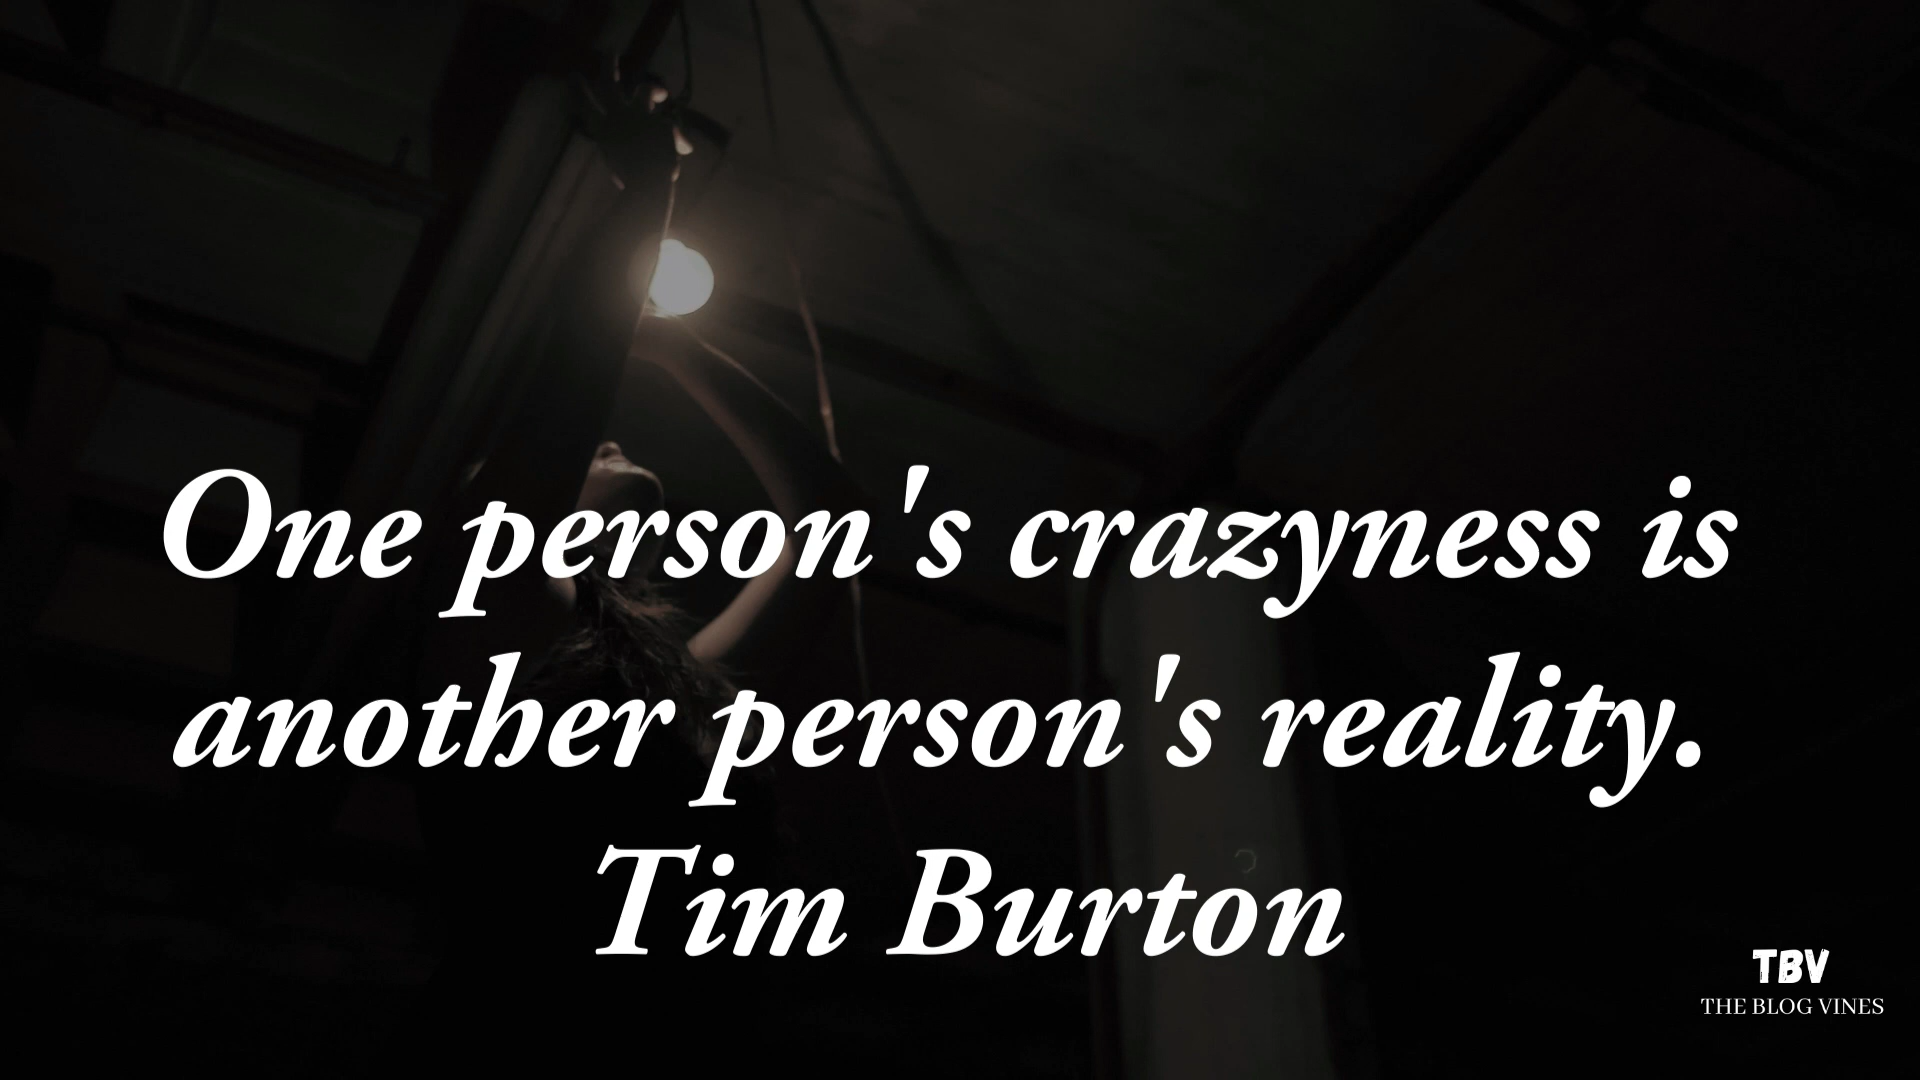 One person's crazyness is
another person's reality.
Tim Burton
TBV
THE BLOG VINES